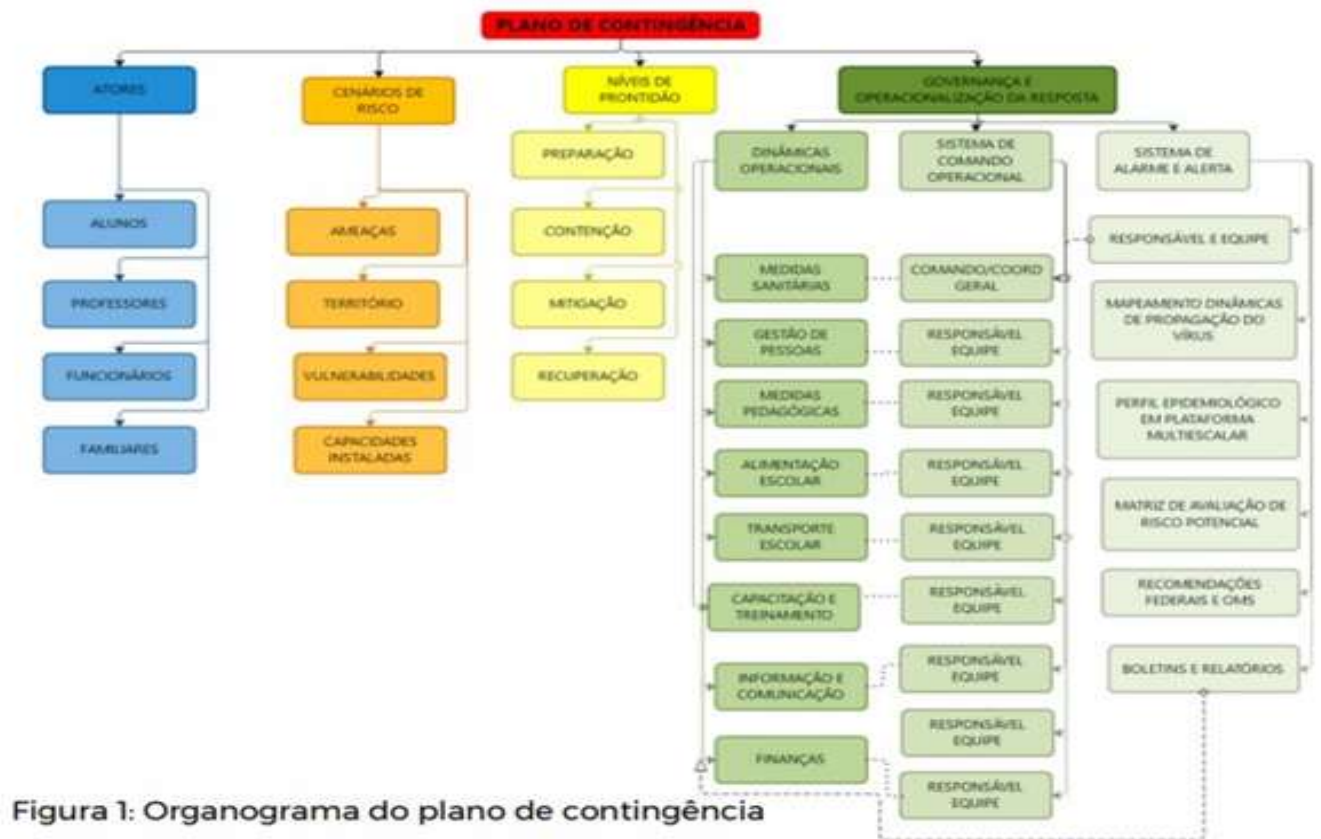 PLANO DE CONTINGÊNCIA
ATORES
ALUNOS
PROFESSORES
FUNCIONÁRIOS
FAMILIARES
CENÁRIOS DE
RISCO
AMEAÇAS
TERRITÓRIO
VULNERABILIDADES
CAPACIDADES
INSTALADAS
NÍVEIS DE
PRONTIDÃO
PREPARAÇÃO
CONTENÇÃO
MITIGAÇÃO
RECUPERAÇÃO
GOVERNANÇA E
OPERACIONALIZAÇÃO DA RESPOSTA
DINÂMICAS
OPERACIONAIS
MEDIDAS
SANITÁRIAS
GESTÃO DE
PESSOAS
MEDIDAS
PEDAGÓGICAS
ALIMENTAÇÃO
ESCOLAR
TRANSPORTE
ESCOLAR
CAPACITAÇÃO E
TREINAMENTO
INFORMAÇÃO E
COMUNICAÇÃO
FINANÇAS
SISTEMA DE
COMANDO
OPERACIONAL
COMANDO/COORD
GERAL
RESPONSÁVEL
EQUIPE
RESPONSÁVEL
EQUIPE
RESPONSÁVEL
EQUIPE
RESPONSÁVEL
EQUIPE
RESPONSÁVEL
EQUIPE
RESPONSÁVEL
EQUIPE
RESPONSÁVEL
EQUIPE
RESPONSÁVEL
EQUIPE
SISTEMA DE
ALARME E ALERTA
RESPONSÁVEL E EQUIPE
MAPEAMENTO DINÂMICAS
DE PROPAGAÇÃO DO
VÍRUS
PERFIL EPIDEMIOLÓGICO
EM PLATAFORMA
MULTIESCALAR
MATRIZ DE AVALIAÇÃO DE
RISCO POTENCIAL
RECOMENDAÇÕES
FEDERAIS E OMS
BOLETINS E RELATÓRIOS
Figura 1: Organograma do plano de contingência